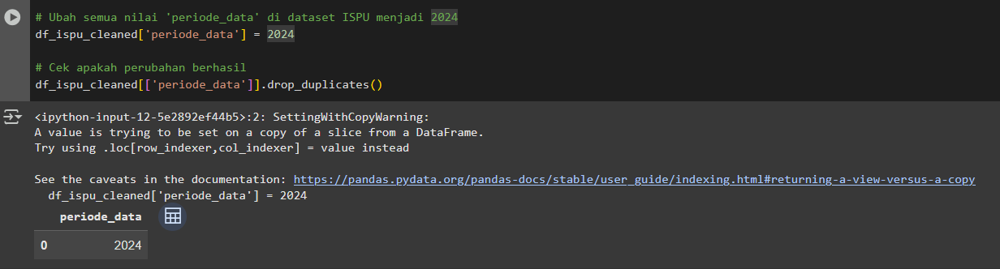 # Ubah semua nilai 'periode_data' di dataset ISPU menjadi 2024
df_ispu_cleaned['periode_data'] = 2024
# Cek apakah perubahan berhasil
df_ispu_cleaned[['periode_data']].drop_duplicates()
<ipython-input-12-5e2892ef44b5>:2: SettingWithCopyWarning:
A value is trying to be set on a copy of a slice from a DataFrame.
Try using .loc[row_indexer,col_indexer] = value instead
See the caveats in the documentation: https://pandas.pydata.org/pandas-docs/stable/user_guide/indexing.html#returning-a-view-versus-a-copy
df_ispu_cleaned['periode_data'] = 2024
periode_data
0 2024